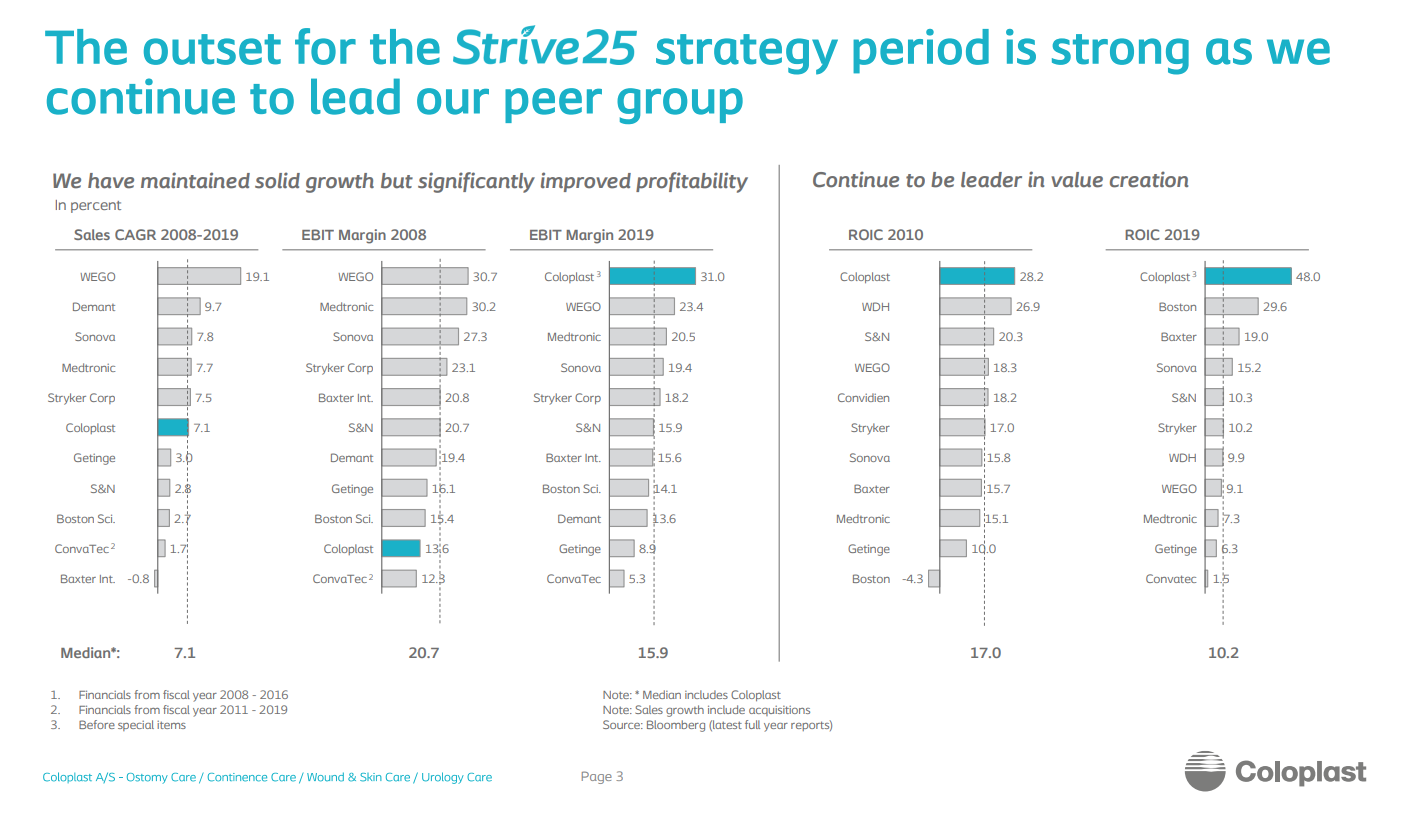 The outset for the Strive25 strategy period is strong as we
continue to lead our peer group
We have maintained solid growth but significantly improved profitability
In percent
Sales CAGR 2008-2019
WEGO 19.1
Demant 9.7
Sonova 7.8
Medtronic 7.7
Stryker Corp 7.5
Coloplast 7.1
Getinge 3.0
S&N 2.8
Boston Sci. 2.7
ConvaTec 2 1.7
Baxter Int. -0.8
EBIT Margin 2008
WEGO 30.7
Medtronic 30.2
Sonova 27.3
Stryker Corp 23.1
Baxter Int. 20.8
S&N 20.7
Demant 19.4
Getinge 16.1
Boston Sci. 15.4
Coloplast 13.6
ConvaTec 2 12.3
EBIT Margin 2019
Coloplast 3 31.0
WEGO 23.4
Medtronic 20.5
Sonova 19.4
Stryker Corp 18.2
S&N 15.9
Baxter Int. 15.6
Boston Sci. 14.1
Demant 13.6
Getinge 8.9
ConvaTec 5.3
Median*: 7.1 20.7 15.9
Continue to be leader in value creation
ROIC 2010
Coloplast 28.2
WDH 26.9
S&N 20.3
WEGO 18.3
Convidien 18.2
Stryker 17.0
Sonova 15.8
Baxter 15.7
Medtronic 15.1
Getinge 10.0
Boston -4.3
17.0
ROIC 2019
Coloplast 3 48.0
Boston 29.6
Baxter 19.0
Sonova 15.2
S&N 10.3
Stryker 10.2
WDH 9.9
WEGO 9.1
Medtronic 7.3
Getinge 6.3
Convatec 1.5
10.2
1. Financials from fiscal year 2008 - 2016
2. Financials from fiscal year 2011 - 2019
3. Before special items
Note: * Median includes Coloplast
Note: Sales growth include acquisitions
Source: Bloomberg (latest full year reports)
Coloplast A/S - Ostomy Care / Continence Care / Wound & Skin Care / Urology Care
Page 3
Coloplast